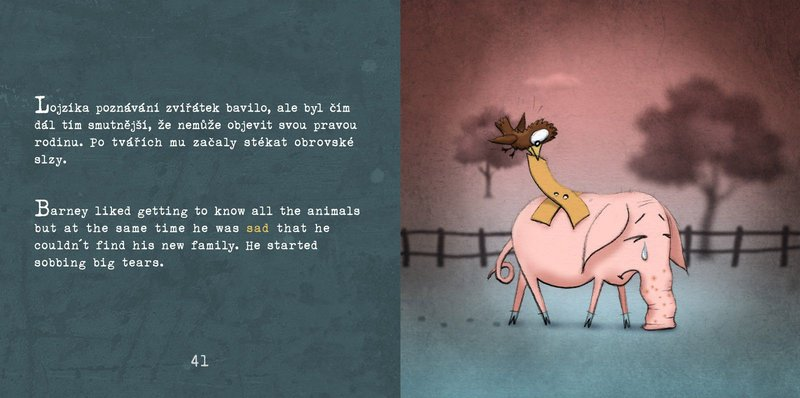 Lojzíka poznávání zvířátek bavilo, ale byl čím
dál tím smutnější, že nemůže objevit svou pravou
rodinu. Po tvářích mu začaly stékat obrovské
slzy.
Barney liked getting to know all the animals
but at the same time he was sad that he
couldn´t find his new family. He started
sobbing big tears.
41